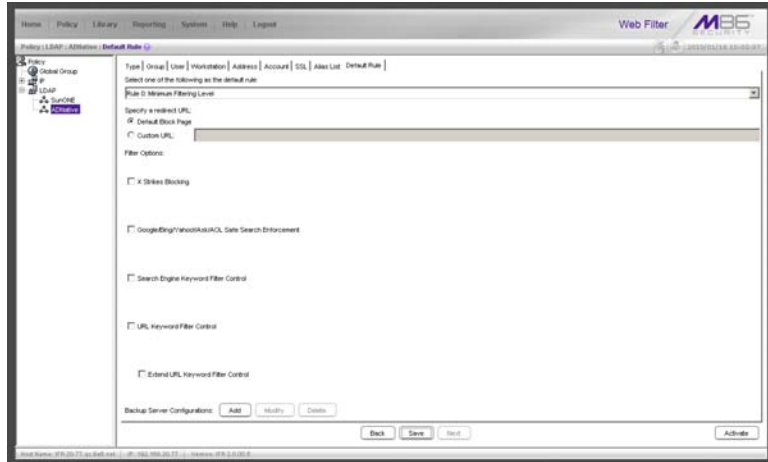 Home Policy Library Reporting System Help Logout
Web Filter
M86
SECURITY
Policy : LDAP : ADNative : Default Rule
Policy
Global Group
IP
LDAP
SunONE
ADNative
Type | Group | User | Workstation | Address | Account | SSL | Alias List Default Rule |
Select one of the following as the default rule:
Rule 0: Minimum Filtering Level
Specify a redirect URL:
Default Block Page
Custom URL:
Filter Options:
X Strikes Blocking
Google/Bing/Yahoo!/Ask/AOL Safe Search Enforcement
Search Engine Keyword Filter Control
URL Keyword Filter Control
Extend URL Keyword Filter Control
Backup Server Configurations: Add Modify Delete
Back Save Next Activate
Host Name: